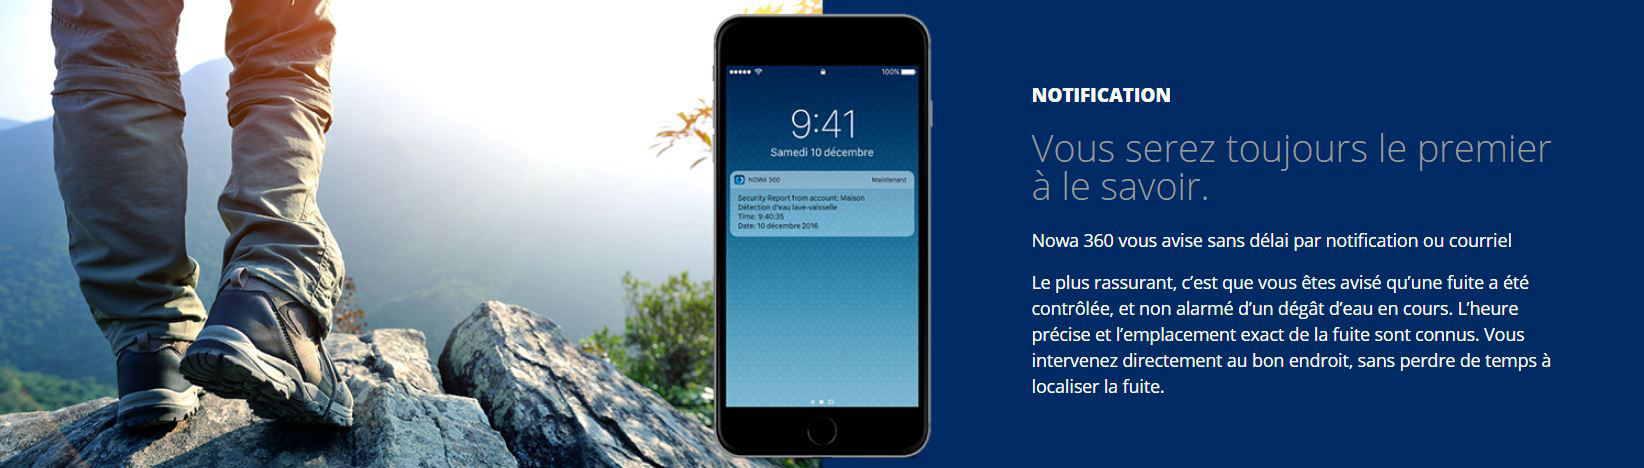 100%
9:41
Samedi 10 décembre
NOWA 360 Maintenant
Security Report from account: Maison
Détection d'eau lave-vaisselle
Time: 9:40:35
Date: 10 décembre 2016
NOTIFICATION
Vous serez toujours le premier
à le savoir.
Nowa 360 vous avise sans délai par notification ou courriel
Le plus rassurant, c’est que vous êtes avisé qu’une fuite a été
contrôlée, et non alarmé d’un dégât d’eau en cours. L’heure
précise et l’emplacement exact de la fuite sont connus. Vous
intervenez directement au bon endroit, sans perdre de temps à
localiser la fuite.